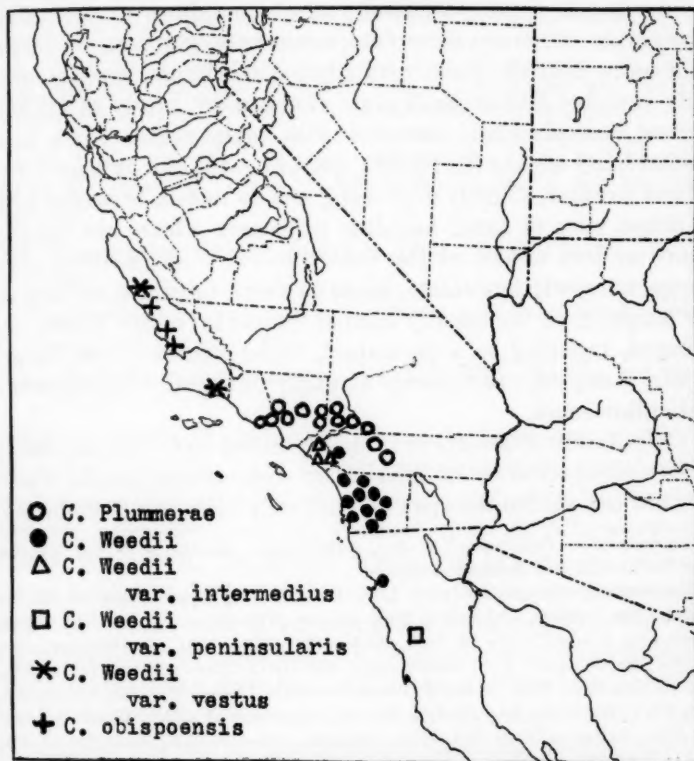 C. Plummerae
C. Weedii
C. Weedii
var. intermedius
C. Weedii
var. peninsularis
C. Weedii
var. vestus
C. obispoensis